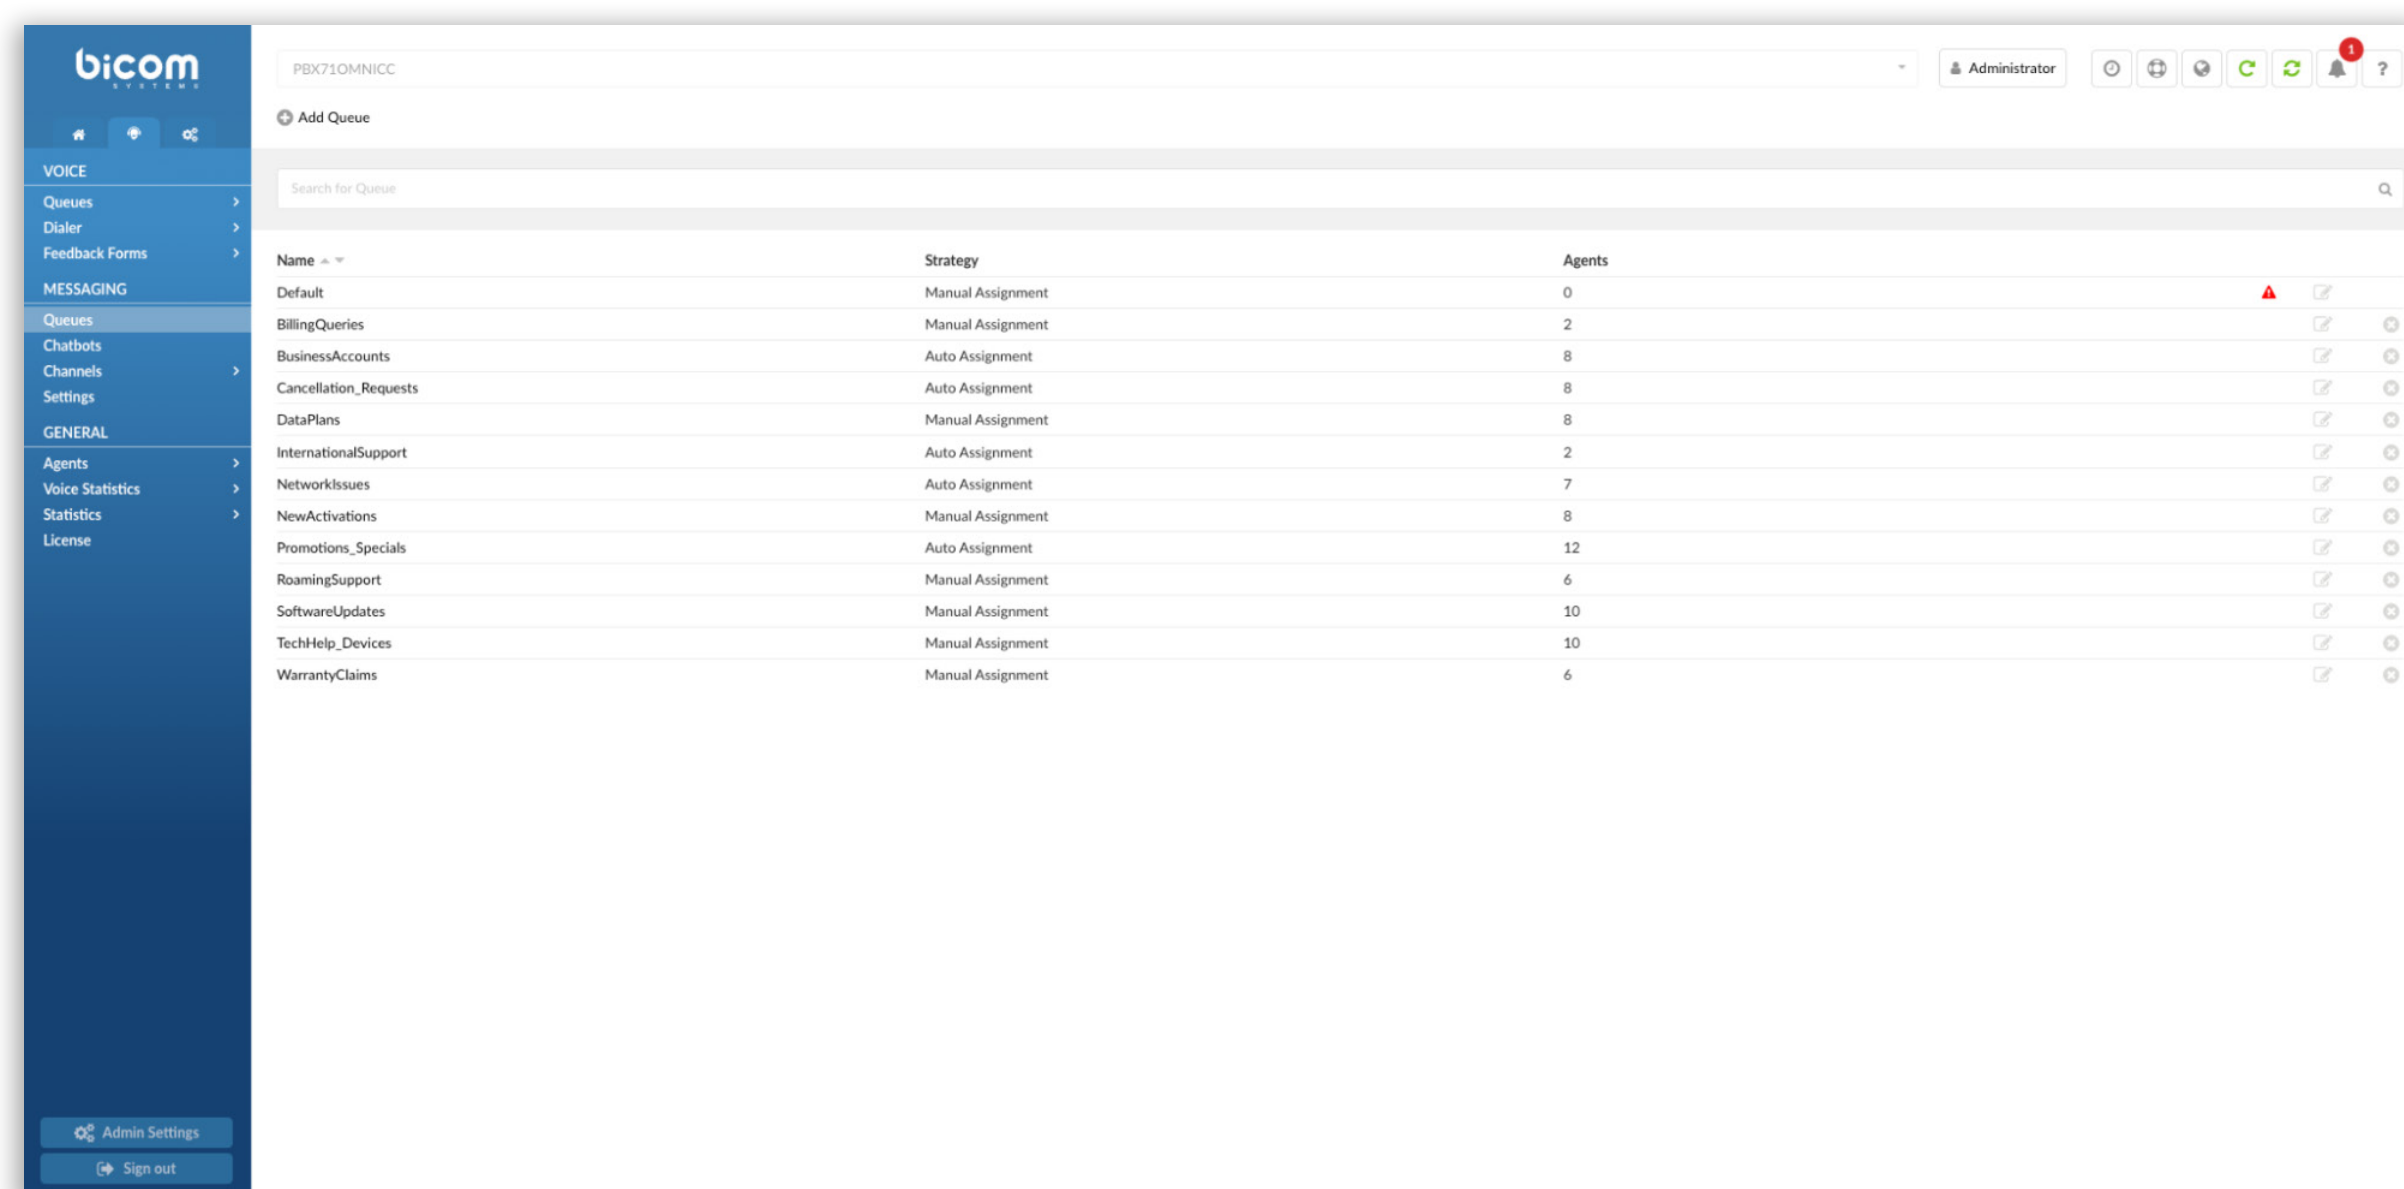 bicom
SYSTEMS
PBX71OMNICC
Administrator
1
?
Add Queue
VOICE
Queues
Dialer
Feedback Forms
MESSAGING
Queues
Chatbots
Channels
Settings
GENERAL
Agents
Voice Statistics
Statistics
License
Admin Settings
Sign out
Search for Queue
Name Strategy Agents
Default Manual Assignment 0
BillingQueries Manual Assignment 2
BusinessAccounts Auto Assignment 8
Cancellation_Requests Auto Assignment 8
DataPlans Manual Assignment 8
InternationalSupport Auto Assignment 2
NetworkIssues Auto Assignment 7
NewActivations Manual Assignment 8
Promotions_Specials Auto Assignment 12
RoamingSupport Manual Assignment 6
SoftwareUpdates Manual Assignment 10
TechHelp_Devices Manual Assignment 10
WarrantyClaims Manual Assignment 6